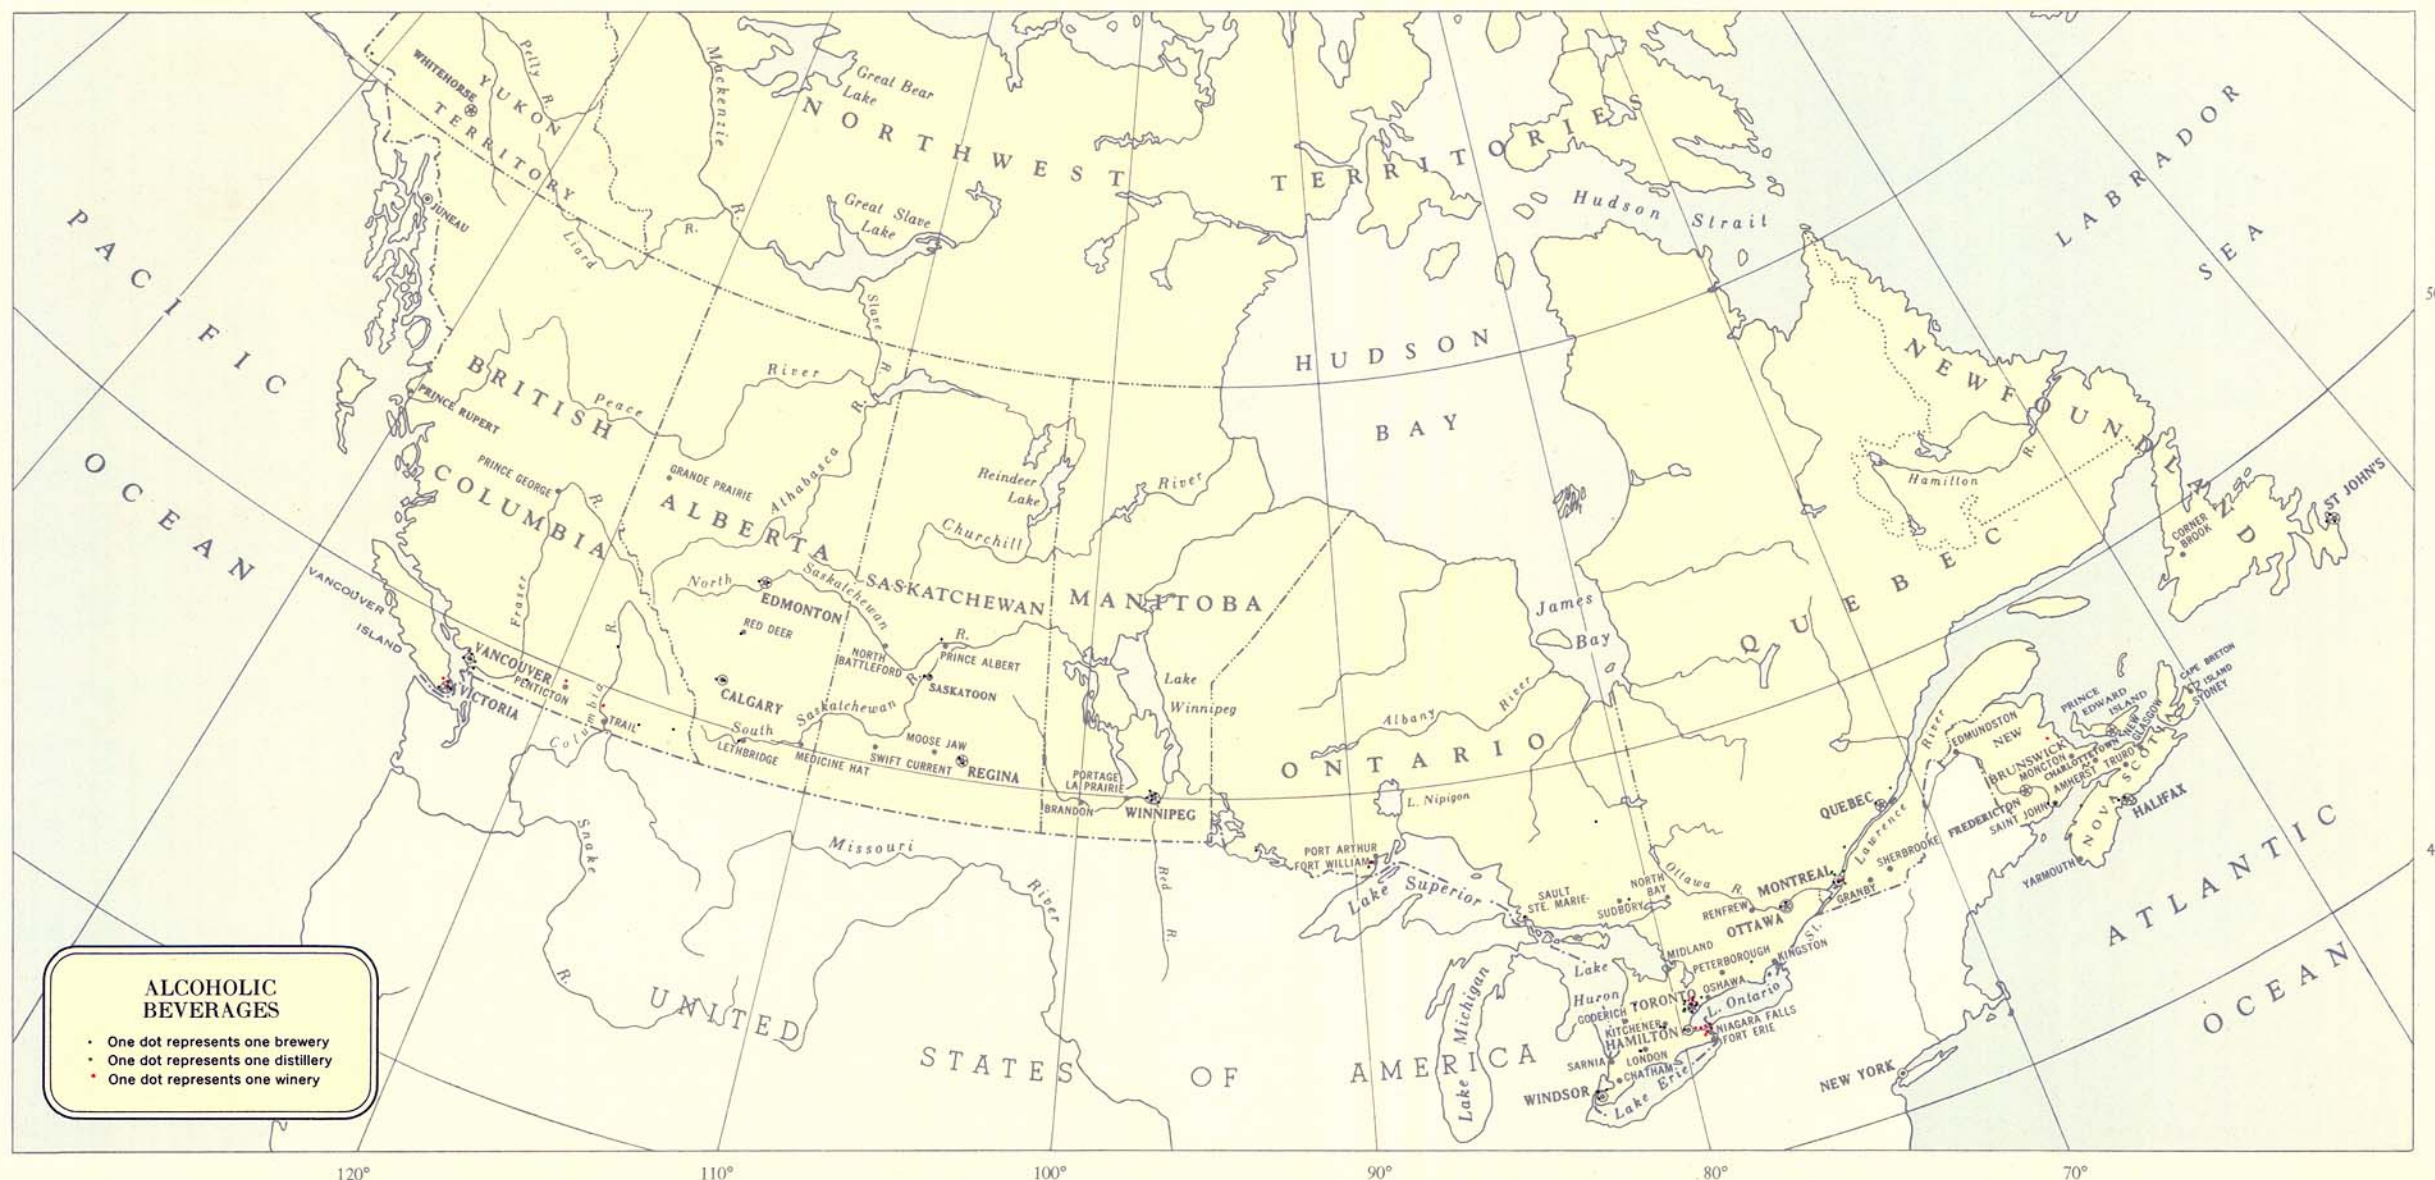 WHITEHORSE
YUKON
TERRITORY
Pelly R.
Mackenzie
R.
Great Bear
Lake
NORTHWEST TERRITORIES
Great Slave
Lake
Liard
R.
Slave R.
JUNEAU
Hudson Strait
LABRADOR
SEA
PACIFIC
OCEAN
HUDSON
BAY
BRITISH
COLUMBIA
PRINCE RUPERT
PRINCE GEORGE
R.
Fraser
Peace River
GRANDE PRAIRIE
ALBERTA
Athabasca R.
Reindeer
Lake
Churchill River
SASKATCHEWAN
MANITOBA
NEWFOUNDLAND
Hamilton R.
ST JOHN'S
CORNER
BROOK
QUEBEC
James
Bay
VANCOUVER
ISLAND
VANCOUVER
VICTORIA
PENTICTON
Columbia R.
TRAIL
North Saskatchewan R.
EDMONTON
RED DEER
CALGARY
NORTH
BATTLEFORD
PRINCE ALBERT
SASKATOON
South Saskatchewan R.
LETHBRIDGE
MEDICINE HAT
SWIFT CURRENT
MOOSE JAW
REGINA
BRANDON
PORTAGE
LA PRAIRIE
WINNIPEG
Lake
Winnipeg
Red R.
Albany River
ONTARIO
L. Nipigon
PORT ARTHUR
FORT WILLIAM
Lake Superior
SAULT
STE. MARIE
SUDBURY
NORTH
BAY
Ottawa R.
RENFREW
OTTAWA
MONTREAL
QUEBEC
St. Lawrence River
GRANBY
SHERBROOKE
EDMUNDSTON
NEW
BRUNSWICK
MONCTON
CHARLOTTETOWN
FREDERICTON
SAINT JOHN
AMHERST
TRURO
NEW
GLASGOW
PRINCE
EDWARD
ISLAND
CAPE BRETON
ISLAND
SYDNEY
NOVA SCOTIA
HALIFAX
YARMOUTH
ATLANTIC
OCEAN
MIDLAND
PETERBOROUGH
KINGSTON
OSHAWA
TORONTO
L. Ontario
Lake
Huron
GODERICH
KITCHENER
HAMILTON
NIAGARA FALLS
FORT ERIE
SARNIA
LONDON
CHATHAM
Lake Erie
WINDSOR
Lake Michigan
NEW YORK
Snake
R.
Missouri River
UNITED STATES OF AMERICA
ALCOHOLIC
BEVERAGES
One dot represents one brewery
One dot represents one distillery
One dot represents one winery
120°
110°
100°
90°
80°
70°